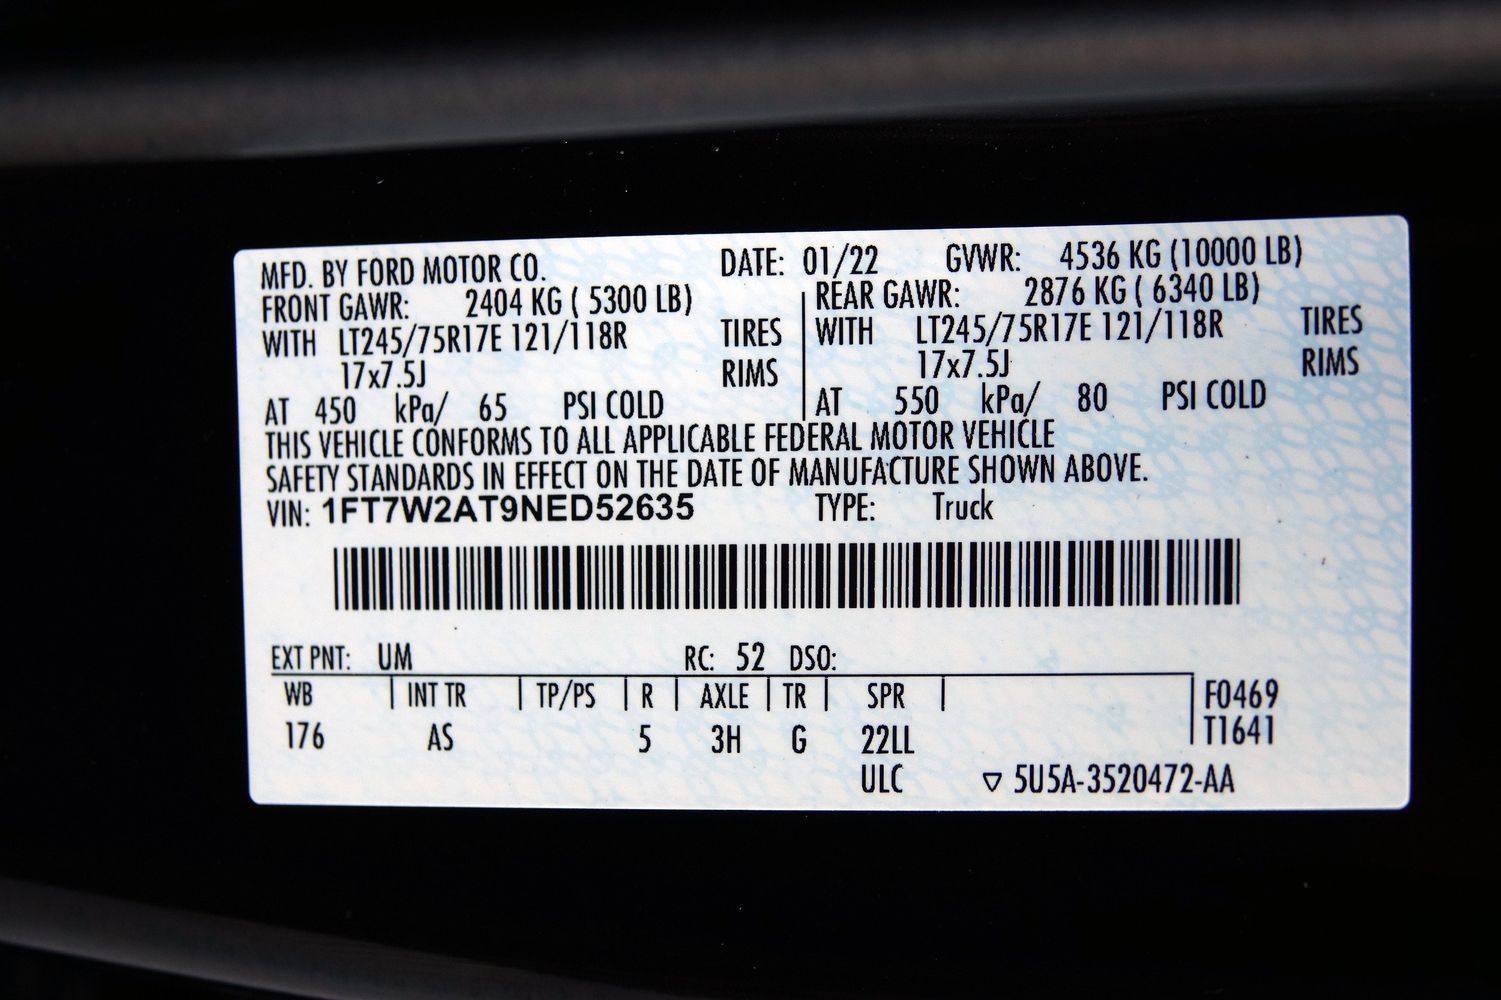 MFD. BY FORD MOTOR CO. DATE: 01/22 GVWR: 4536 KG (10000 LB)
FRONT GAWR: 2404 KG ( 5300 LB) REAR GAWR: 2876 KG ( 6340 LB)
WITH LT245/75R17E 121/118R TIRES WITH LT245/75R17E 121/118R TIRES
17x7.5J RIMS 17x7.5J RIMS
AT 450 kPa/ 65 PSI COLD AT 550 kPa/ 80 PSI COLD
THIS VEHICLE CONFORMS TO ALL APPLICABLE FEDERAL MOTOR VEHICLE
SAFETY STANDARDS IN EFFECT ON THE DATE OF MANUFACTURE SHOWN ABOVE.
VIN: 1FT7W2AT9NED52635 TYPE: Truck
EXT PNT: UM RC: 52 DSO:
WB INT TR TP/PS R AXLE TR SPR F0469
176 AS 5 3H G 22LL T1641
ULC ▽ 5U5A-3520472-AA